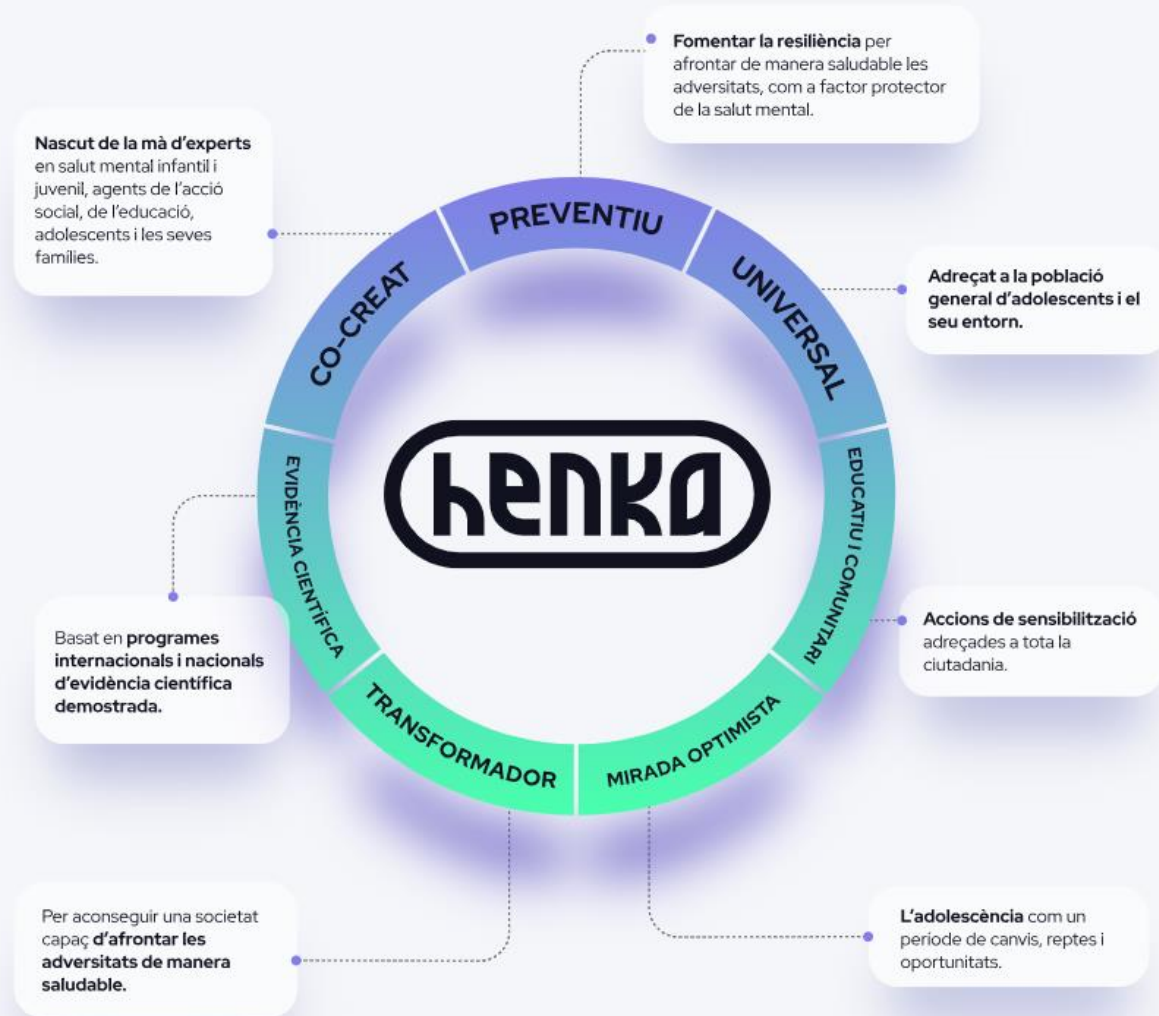 Fomentar la resiliència per
afrontar de manera saludable les
adversitats, com a factor protector
de la salut mental.
Nascut de la mà d'experts
en salut mental infantil i
juvenil, agents de l'acció
social, de l'educació,
adolescents i les seves
famílies.
PREVENTIU
CO-CREAT
UNIVERSAL
Adreçat a la població
general d'adolescents i el
seu entorn.
henka
EVIDÈNCIA CIENTÍFICA
EDUCATIU I COMUNITARI
Basat en programes
internacionals i nacionals
d'evidència científica
demostrada.
Accions de sensibilització
adreçades a tota la
ciutadania.
TRANSFORMADOR
MIRADA OPTIMISTA
Per aconseguir una societat
capaç d'afrontar les
adversitats de manera
saludable.
L'adolescència com un
període de canvis, reptes i
oportunitats.